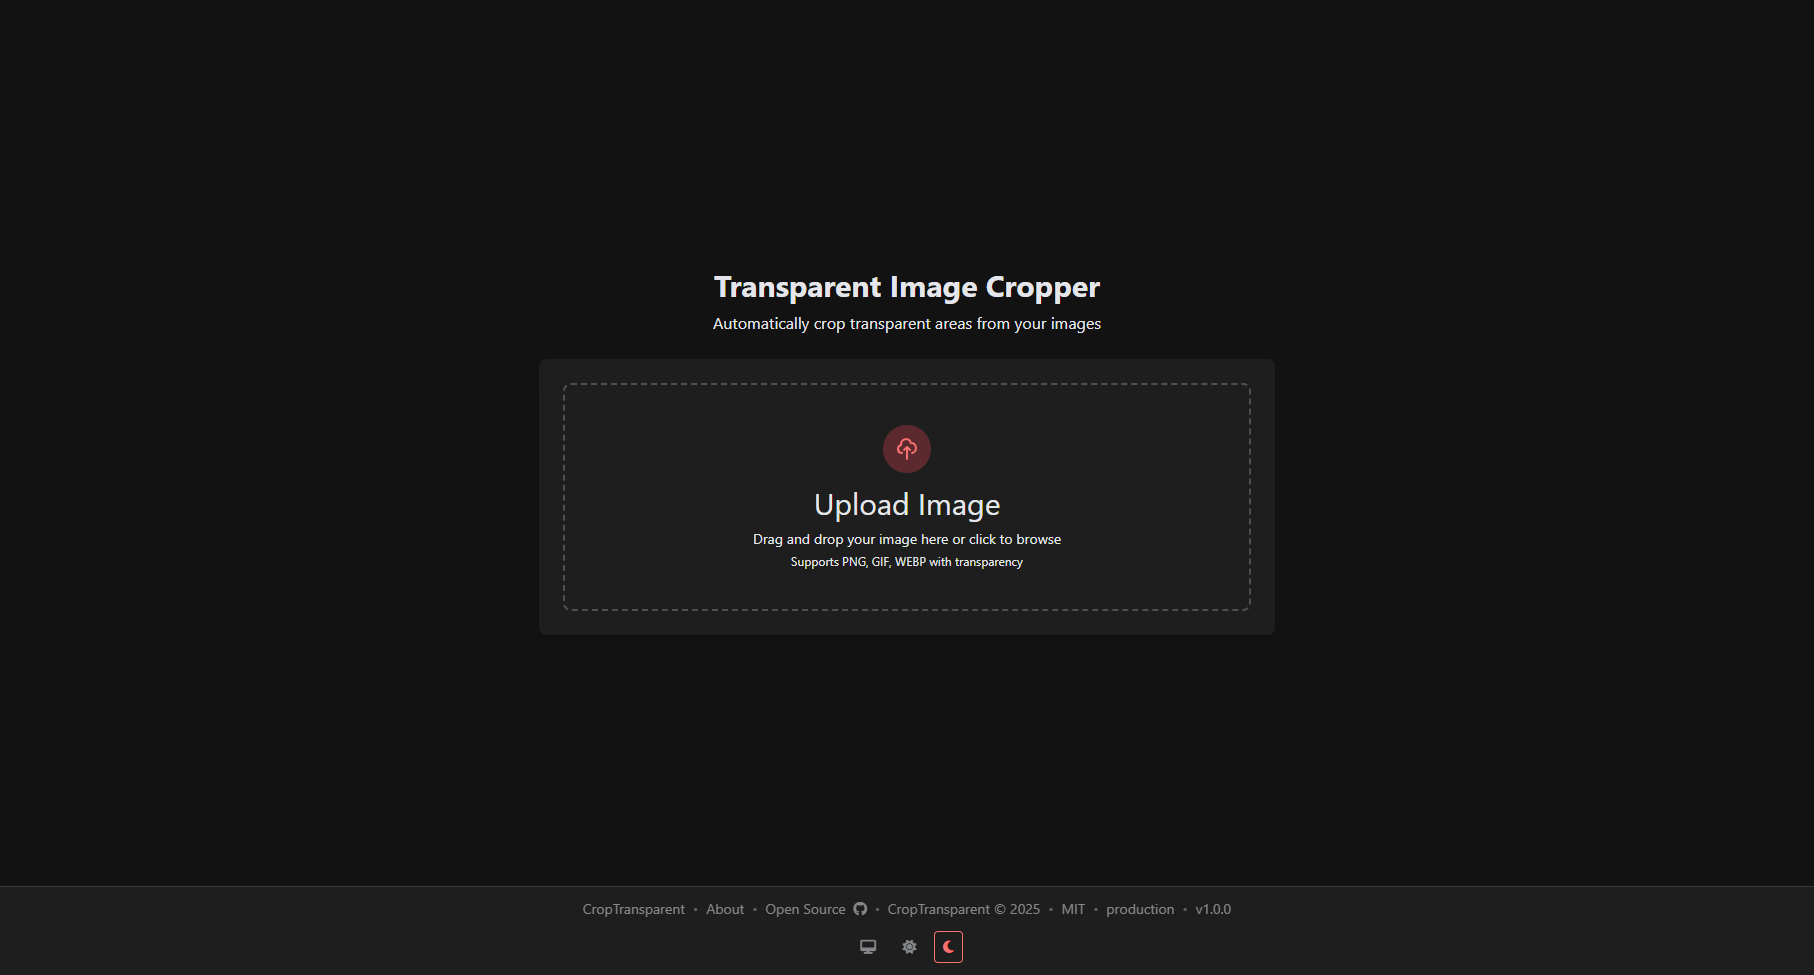 Transparent Image Cropper
Automatically crop transparent areas from your images
Upload Image
Drag and drop your image here or click to browse
Supports PNG, GIF, WEBP with transparency
CropTransparent • About • Open Source • CropTransparent © 2025 • MIT • production • v1.0.0